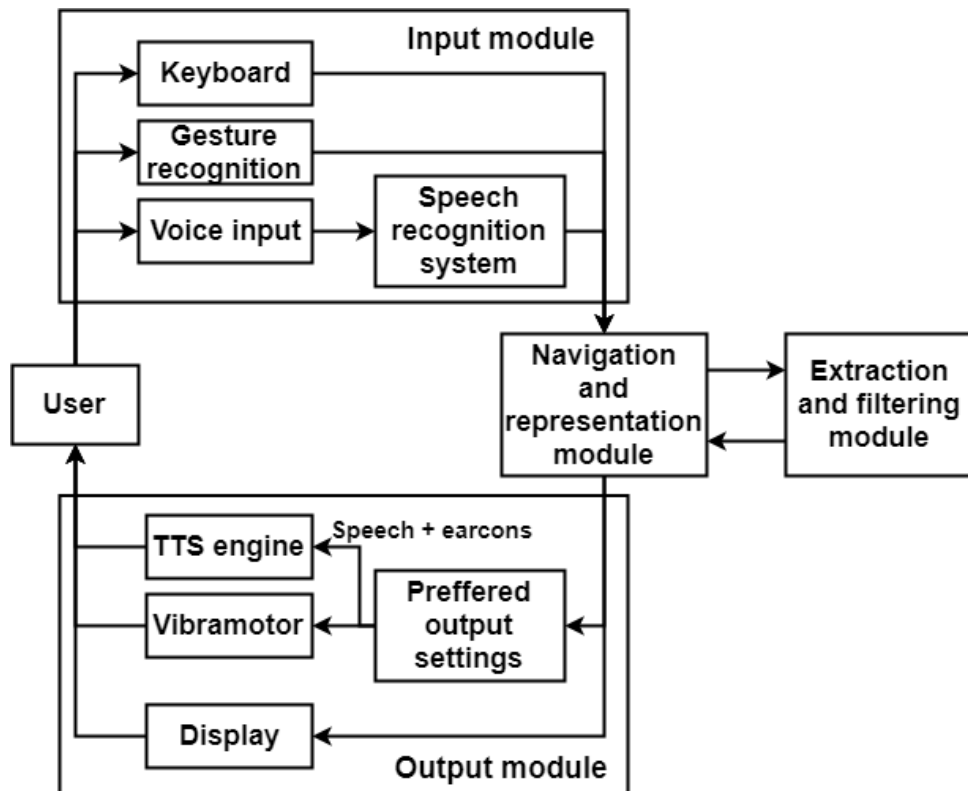 Input module
Keyboard
Gesture
recognition
Voice input
Speech
recognition
system
User
Navigation
and
representation
module
Extraction
and filtering
module
TTS engine
Speech + earcons
Vibramotor
Preffered
output
settings
Display
Output module